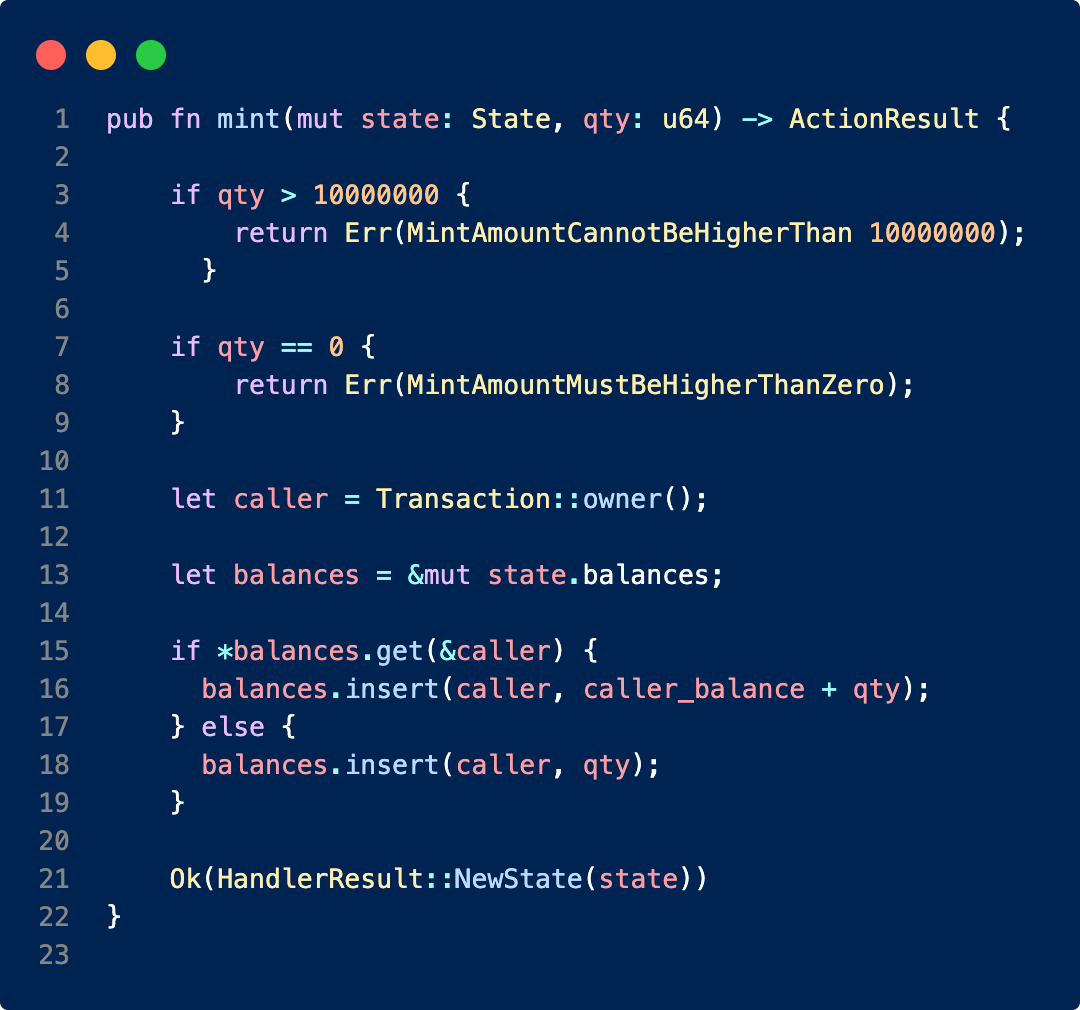 1 pub fn mint(mut state: State, qty: u64) -> ActionResult {
2
3     if qty > 10000000 {
4         return Err(MintAmountCannotBeHigherThan 10000000);
5       }
6
7     if qty == 0 {
8         return Err(MintAmountMustBeHigherThanZero);
9     }
10
11     let caller = Transaction::owner();
12
13     let balances = &mut state.balances;
14
15     if *balances.get(&caller) {
16       balances.insert(caller, caller_balance + qty);
17     } else {
18       balances.insert(caller, qty);
19     }
20
21     Ok(HandlerResult::NewState(state))
22 }
23